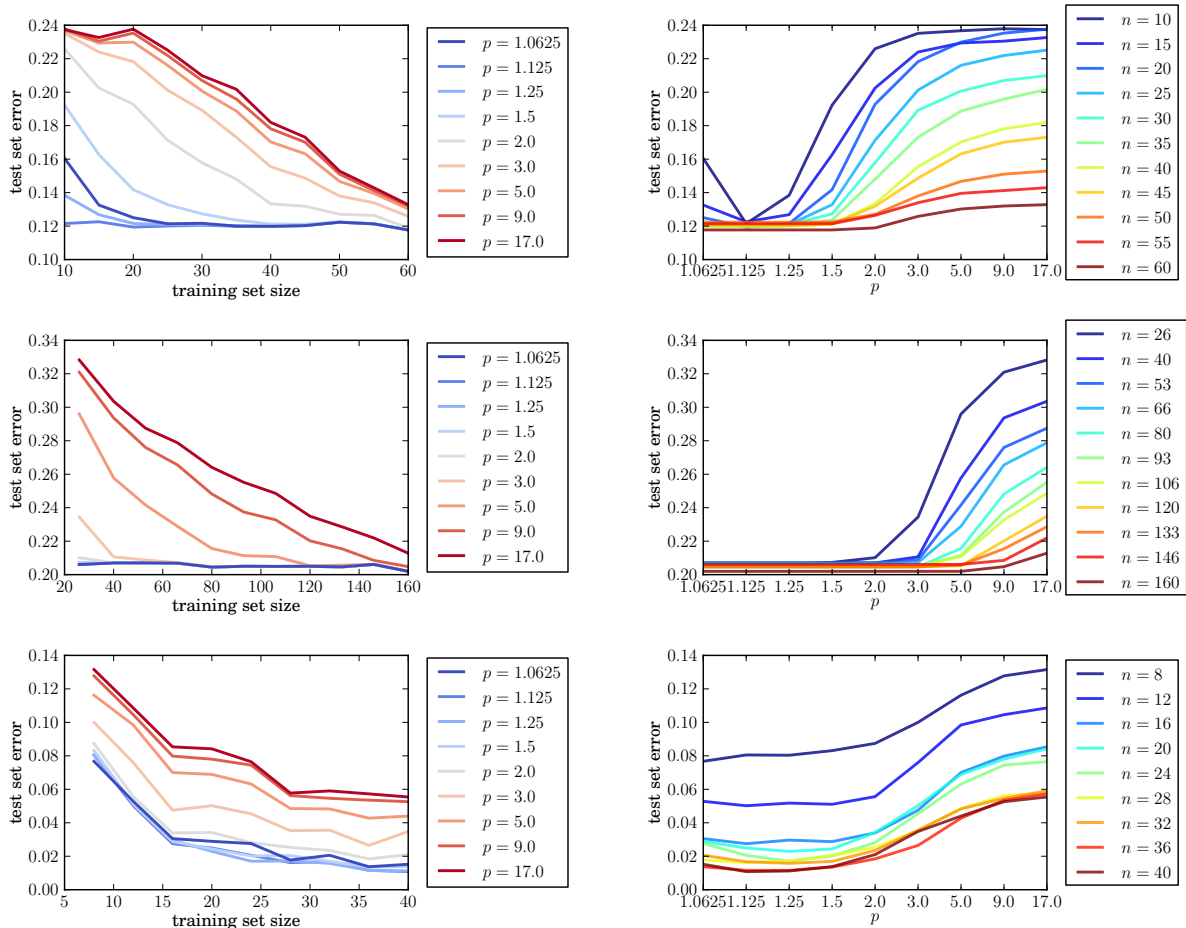 0.24
0.22
0.20
0.18
0.16
0.14
0.12
0.10
test set error
10 20 30 40 50 60
training set size
p = 1.0625
p = 1.125
p = 1.25
p = 1.5
p = 2.0
p = 3.0
p = 5.0
p = 9.0
p = 17.0
0.24
0.22
0.20
0.18
0.16
0.14
0.12
0.10
test set error
1.0625 1.125 1.25 1.5 2.0 3.0 5.0 9.0 17.0
p
n = 10
n = 15
n = 20
n = 25
n = 30
n = 35
n = 40
n = 45
n = 50
n = 55
n = 60
0.34
0.32
0.30
0.28
0.26
0.24
0.22
0.20
test set error
20 40 60 80 100 120 140 160
training set size
p = 1.0625
p = 1.125
p = 1.25
p = 1.5
p = 2.0
p = 3.0
p = 5.0
p = 9.0
p = 17.0
0.34
0.32
0.30
0.28
0.26
0.24
0.22
0.20
test set error
1.0625 1.125 1.25 1.5 2.0 3.0 5.0 9.0 17.0
p
n = 26
n = 40
n = 53
n = 66
n = 80
n = 93
n = 106
n = 120
n = 133
n = 146
n = 160
0.14
0.12
0.10
0.08
0.06
0.04
0.02
0.00
test set error
5 10 15 20 25 30 35 40
training set size
p = 1.0625
p = 1.125
p = 1.25
p = 1.5
p = 2.0
p = 3.0
p = 5.0
p = 9.0
p = 17.0
0.14
0.12
0.10
0.08
0.06
0.04
0.02
0.00
test set error
1.0625 1.125 1.25 1.5 2.0 3.0 5.0 9.0 17.0
p
n = 8
n = 12
n = 16
n = 20
n = 24
n = 28
n = 32
n = 36
n = 40